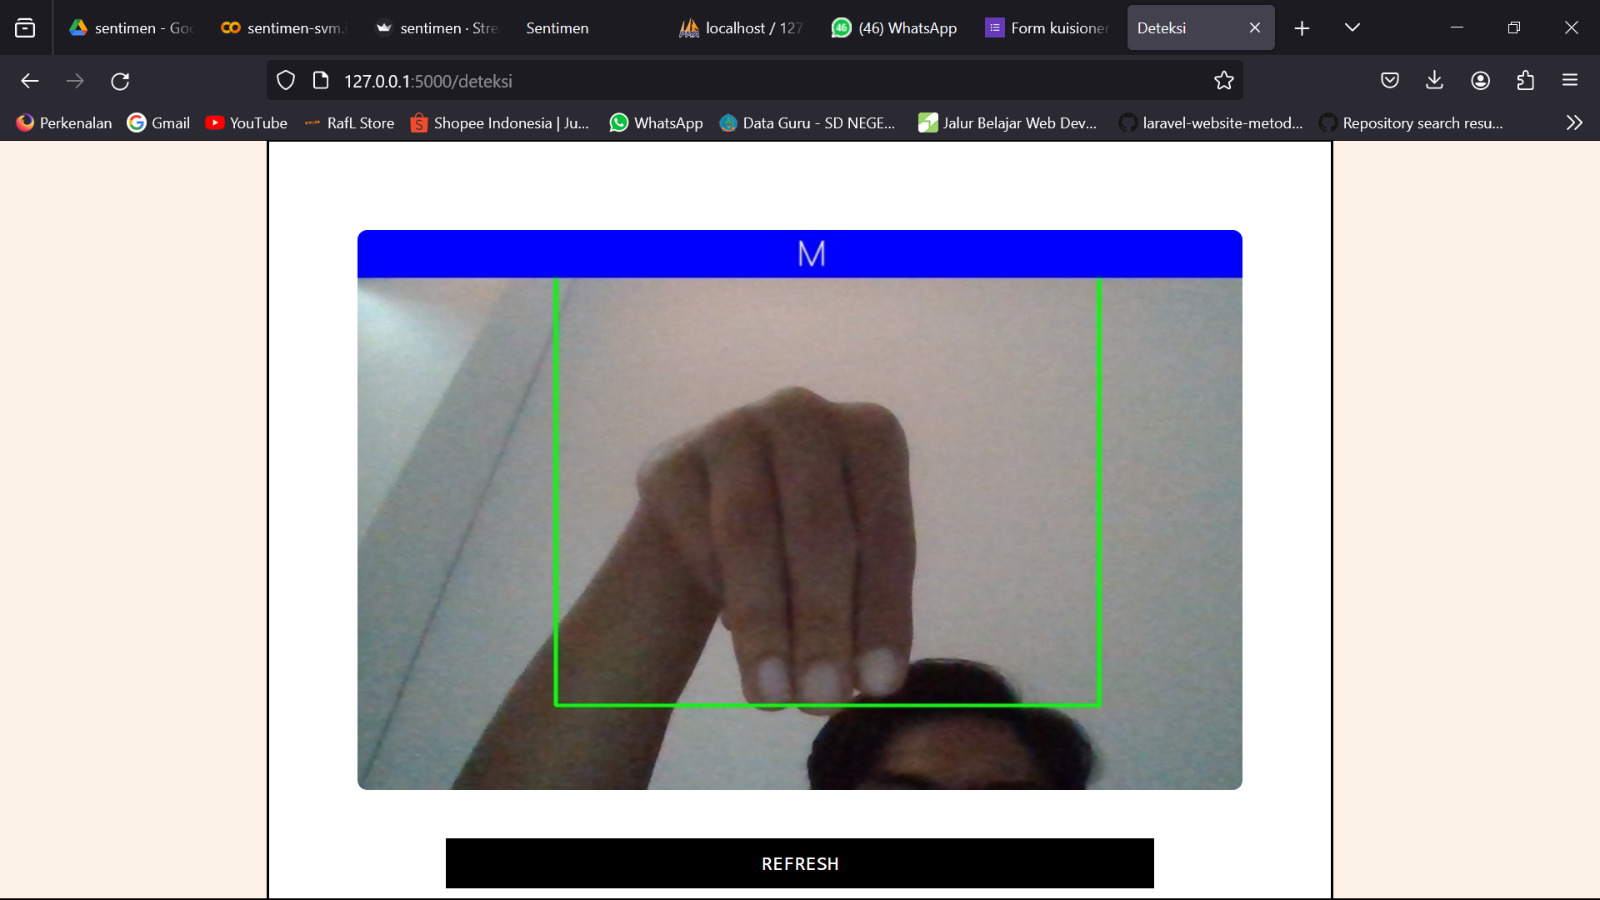 sentimen - Goo
sentimen-svm.i
sentimen · Stre
Sentimen
localhost / 127
(46) WhatsApp
Form kuisioner
Deteksi
127.0.0.1:5000/deteksi
Perkenalan
Gmail
YouTube
RafL Store
Shopee Indonesia | Ju...
WhatsApp
Data Guru - SD NEGE...
Jalur Belajar Web Dev...
laravel-website-metod...
Repository search resu...
M
REFRESH